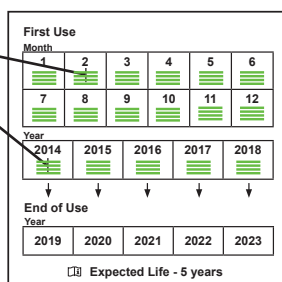 First Use
Month
1 2 3 4 5 6
7 8 9 10 11 12
Year
2014 2015 2016 2017 2018
End of Use
Year
2019 2020 2021 2022 2023
Expected Life - 5 years